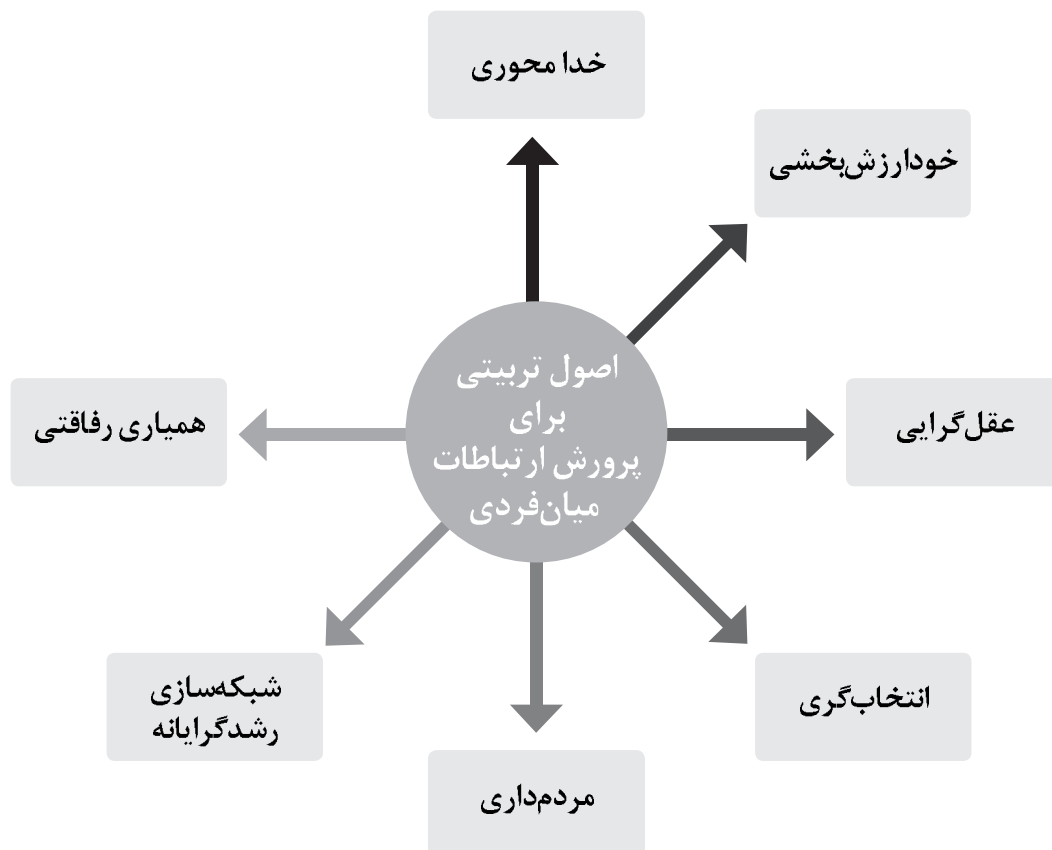 خدا محوری
خودارزش‌بخشی
اصول تربیتی
برای
پرورش ارتباطات
میان‌فردی
عقل‌گرایی
همیاری رفاقتی
انتخاب‌گری
شبکه‌سازی
رشدگرایانه
مردم‌داری